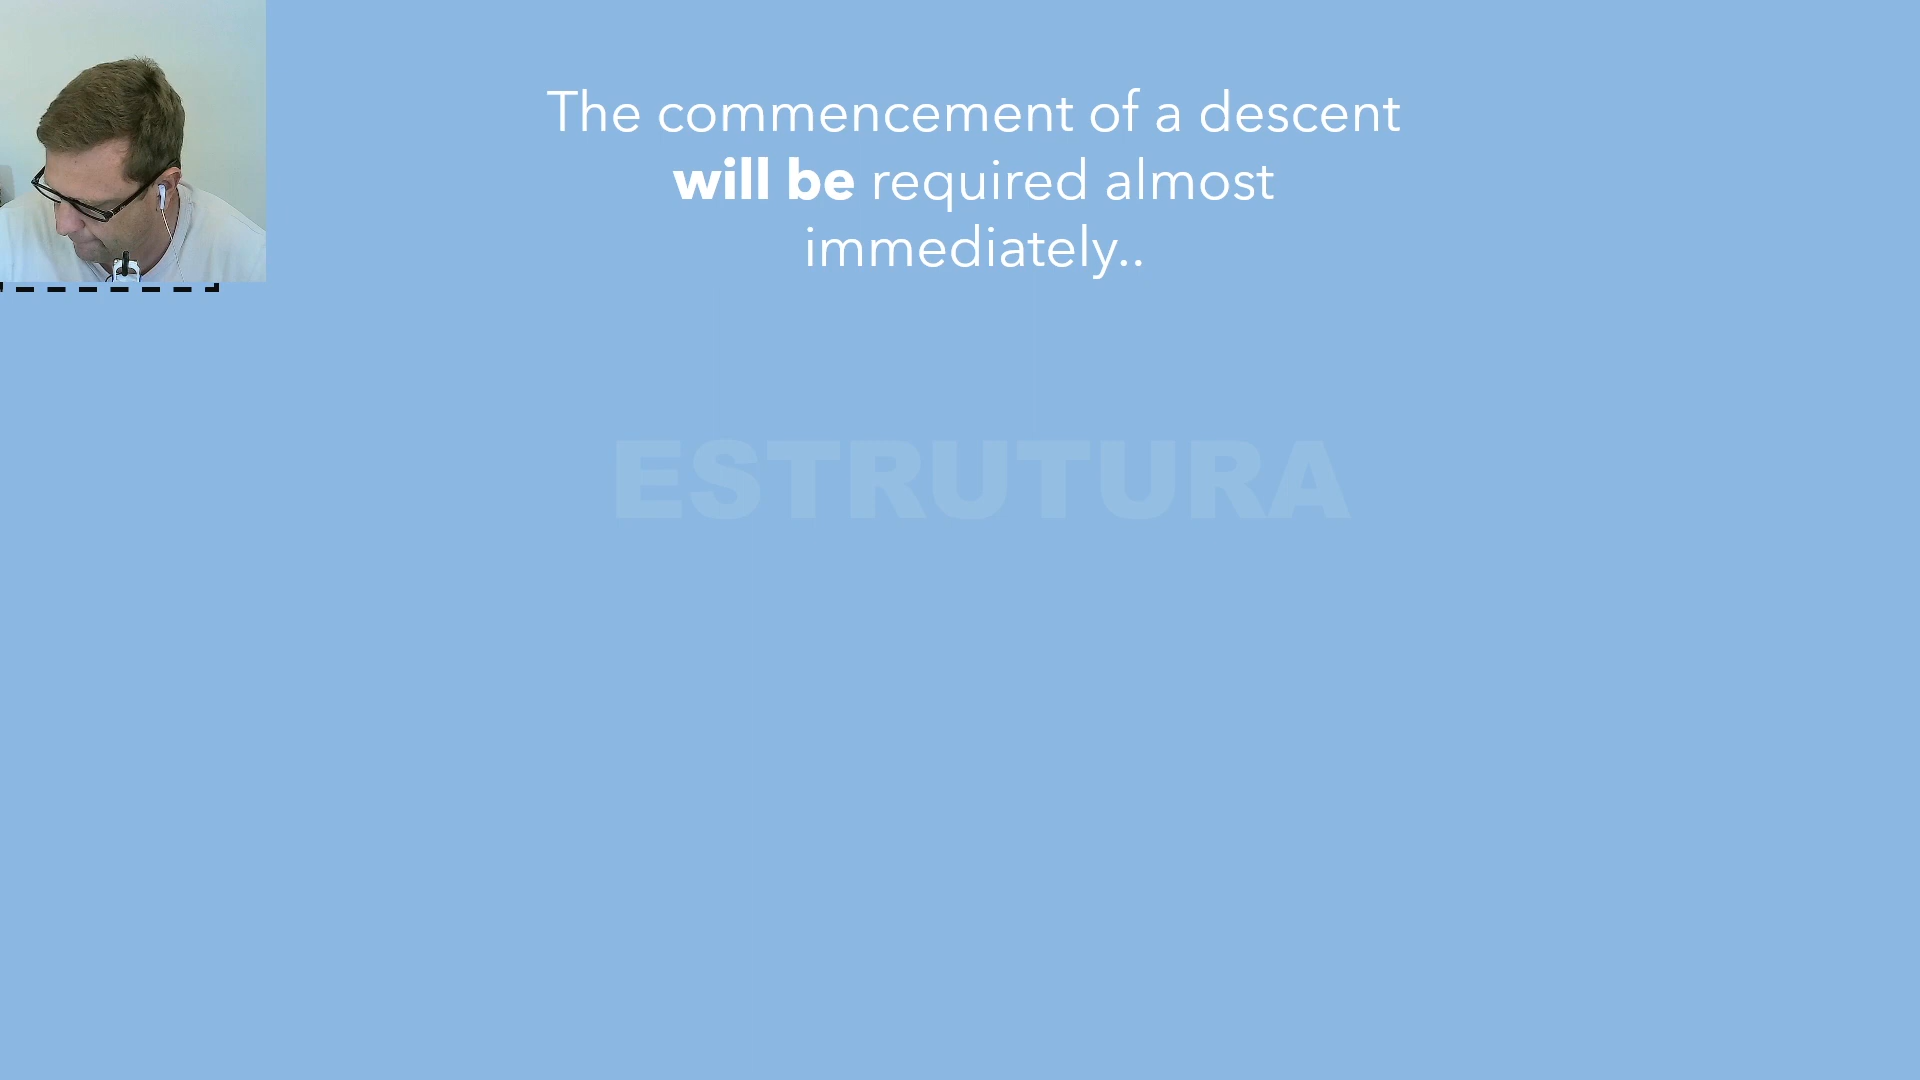 The commencement of a descent
will be required almost
immediately..
ESTRUTURA